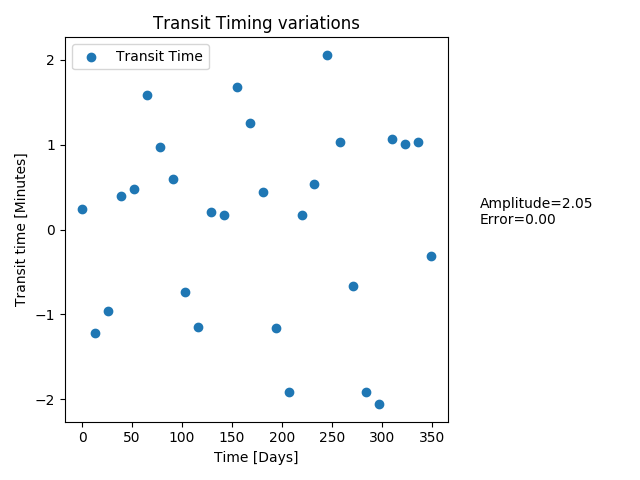 Transit Timing variations
Transit Time
2
1
0
−1
−2
Transit time [Minutes]
0 50 100 150 200 250 300 350
Time [Days]
Amplitude=2.05
Error=0.00